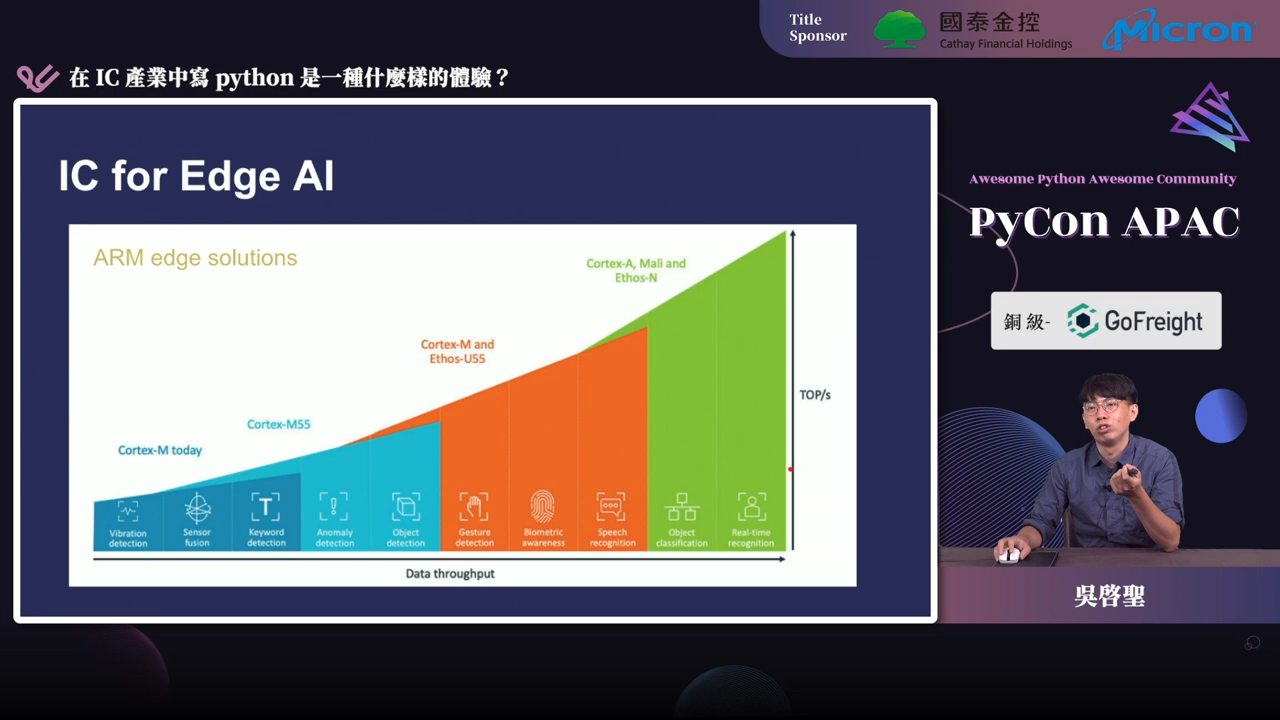 Title
Sponsor
國泰金控
Cathay Financial Holdings
Micron
在 IC 產業中寫 python 是一種什麼樣的體驗？
IC for Edge AI
ARM edge solutions
Cortex-A, Mali and
Ethos-N
Cortex-M and
Ethos-U55
Cortex-M55
Cortex-M today
TOP/s
Vibration
detection
Sensor
fusion
T
Keyword
detection
Anomaly
detection
Object
detection
Gesture
detection
Biometric
awareness
Speech
recognition
Object
classification
Real-time
recognition
Data throughput
Awesome Python Awesome Community
PyCon APAC
銅級-
GoFreight
吳啓聖